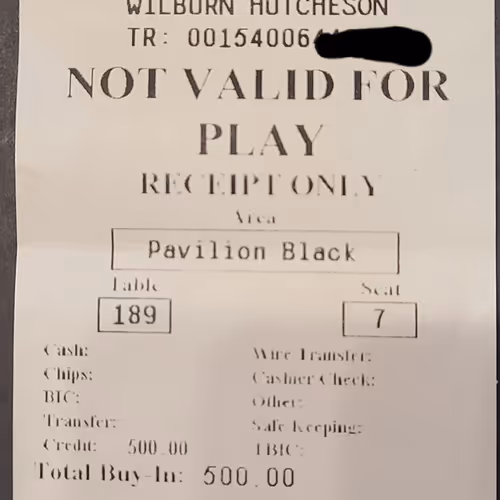 WILBURN HUTCHESON
TR: 00154006
NOT VALID FOR
PLAY
RECEIPT ONLY
Area
Pavilion Black
Table Seat
189 7
Cash: Wire Transfer:
Chips: Cashier Check:
BIC: Other:
Transfer: Safe Keeping:
Credit: 500.00 TBIC:
Total Buy-In: 500.00